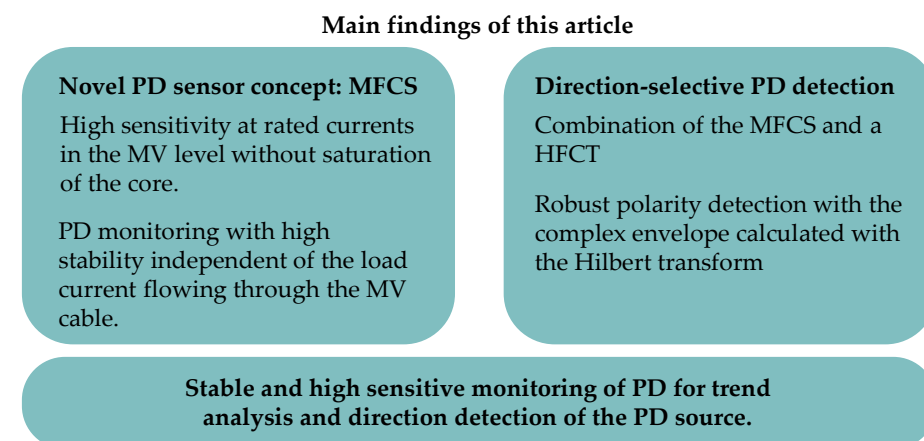 Main findings of this article
Novel PD sensor concept: MFCS
High sensitivity at rated currents
in the MV level without saturation
of the core.
PD monitoring with high
stability independent of the load
current flowing through the MV
cable.
Direction-selective PD detection
Combination of the MFCS and a
HFCT
Robust polarity detection with the
complex envelope calculated with
the Hilbert transform
Stable and high sensitive monitoring of PD for trend
analysis and direction detection of the PD source.